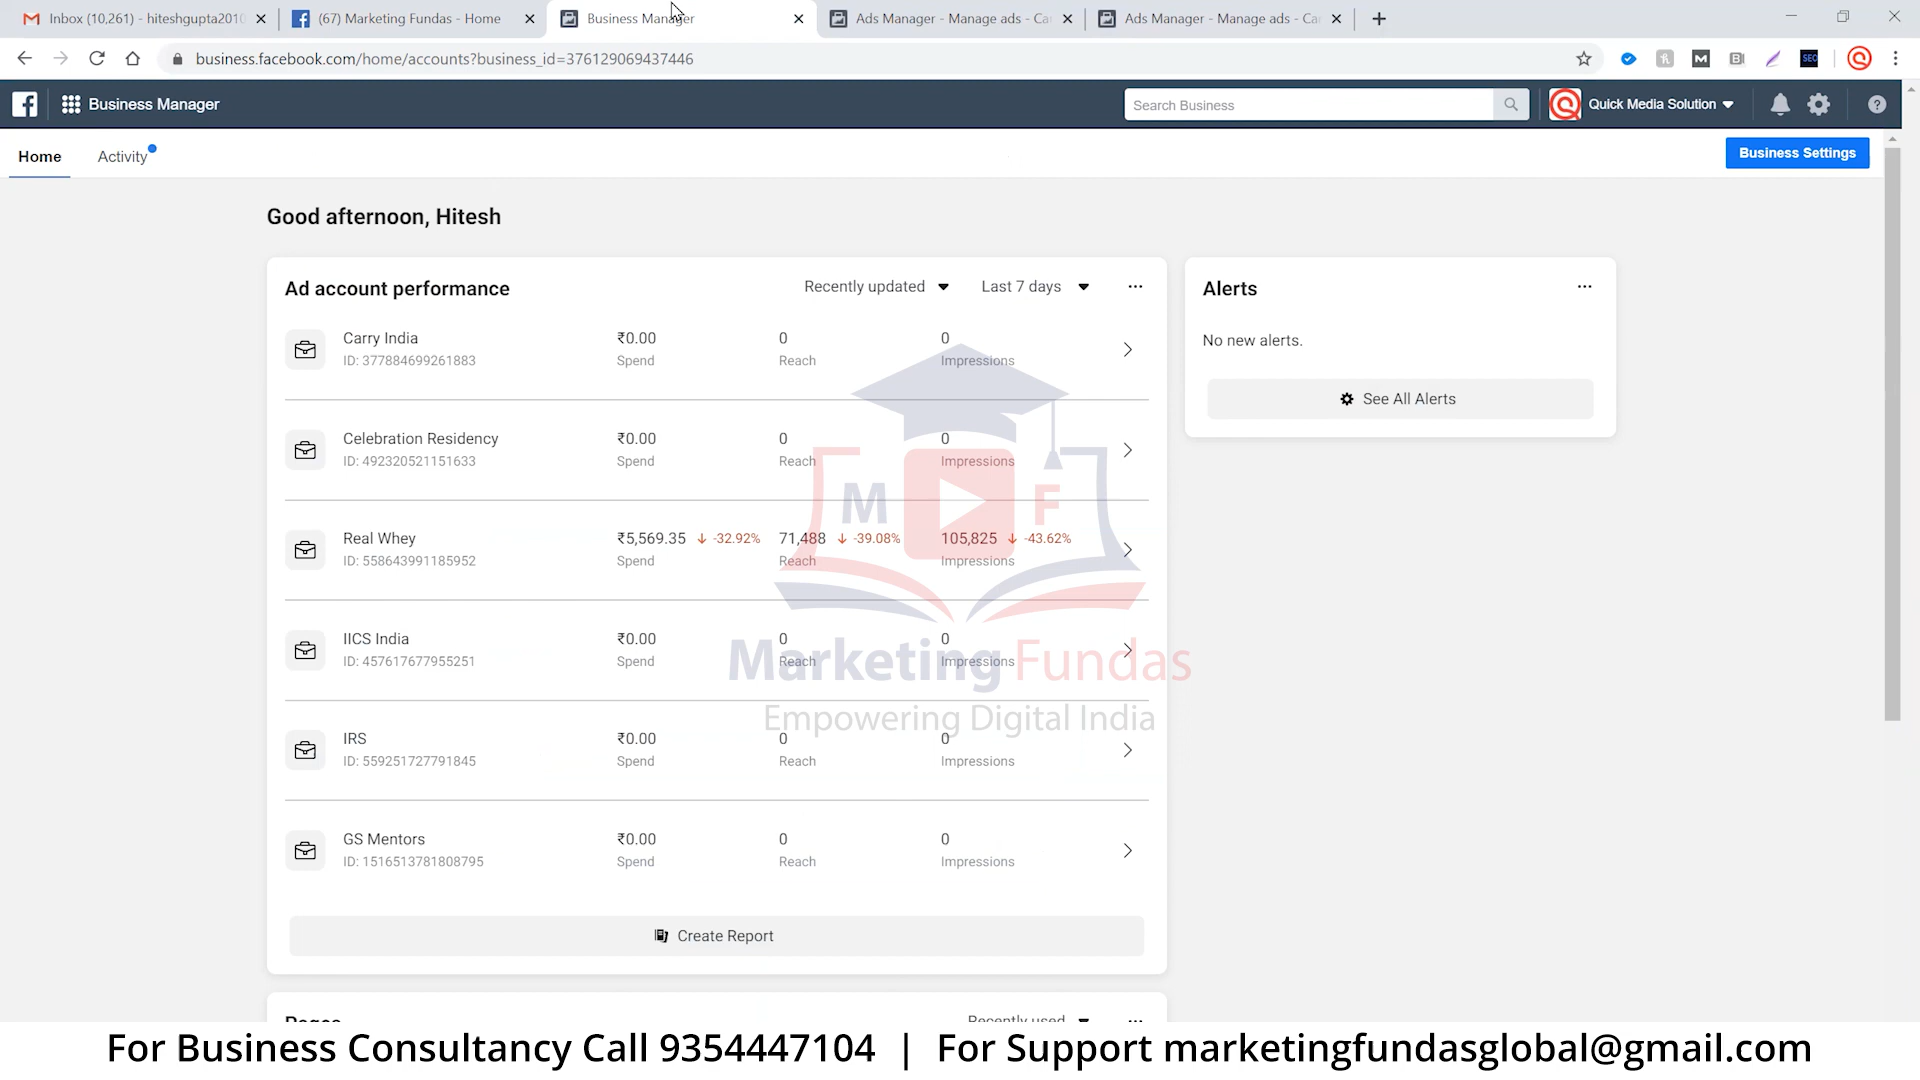 Inbox (10,261) - hiteshgupta2010
(67) Marketing Fundas - Home
Business Manager
Ads Manager - Manage ads - Ca
Ads Manager - Manage ads - Ca
business.facebook.com/home/accounts?business_id=376129069437446
Business Manager
Search Business
Quick Media Solution
Home
Activity
Business Settings
Good afternoon, Hitesh
Ad account performance
Recently updated
Last 7 days
Carry India
ID: 377884699261883
₹0.00
Spend
0
Reach
0
Impressions
Celebration Residency
ID: 492320521151633
₹0.00
Spend
0
Reach
0
Impressions
Real Whey
ID: 558643991185952
₹5,569.35 ↓ -32.92%
Spend
71,488 ↓ -39.08%
Reach
105,825 ↓ -43.62%
Impressions
IICS India
ID: 457617677955251
₹0.00
Spend
0
Reach
0
Impressions
IRS
ID: 559251727791845
₹0.00
Spend
0
Reach
0
Impressions
GS Mentors
ID: 1516513781808795
₹0.00
Spend
0
Reach
0
Impressions
Create Report
Alerts
No new alerts.
See All Alerts
M F
Marketing Fundas
Empowering Digital India
Pages
Recently used
For Business Consultancy Call 9354447104 | For Support marketingfundasglobal@gmail.com